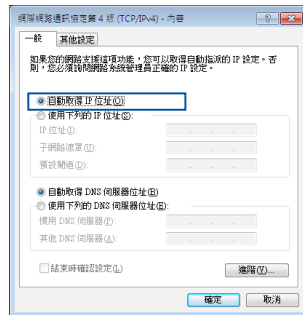 網際網路通訊協定第 4 版 (TCP/IPv4) - 內容
一般
其他設定
如果您的網路支援這項功能，您可以取得自動指派的 IP 設定。否
則，您必須詢問網路系統管理員正確的 IP 設定。
自動取得 IP 位址(O)
使用下列的 IP 位址(S):
IP 位址(I):
子網路遮罩(U):
預設閘道(D):
自動取得 DNS 伺服器位址(B)
使用下列的 DNS 伺服器位址(E):
慣用 DNS 伺服器(P):
其他 DNS 伺服器(A):
結束時確認設定(L)
進階(V)...
確定
取消